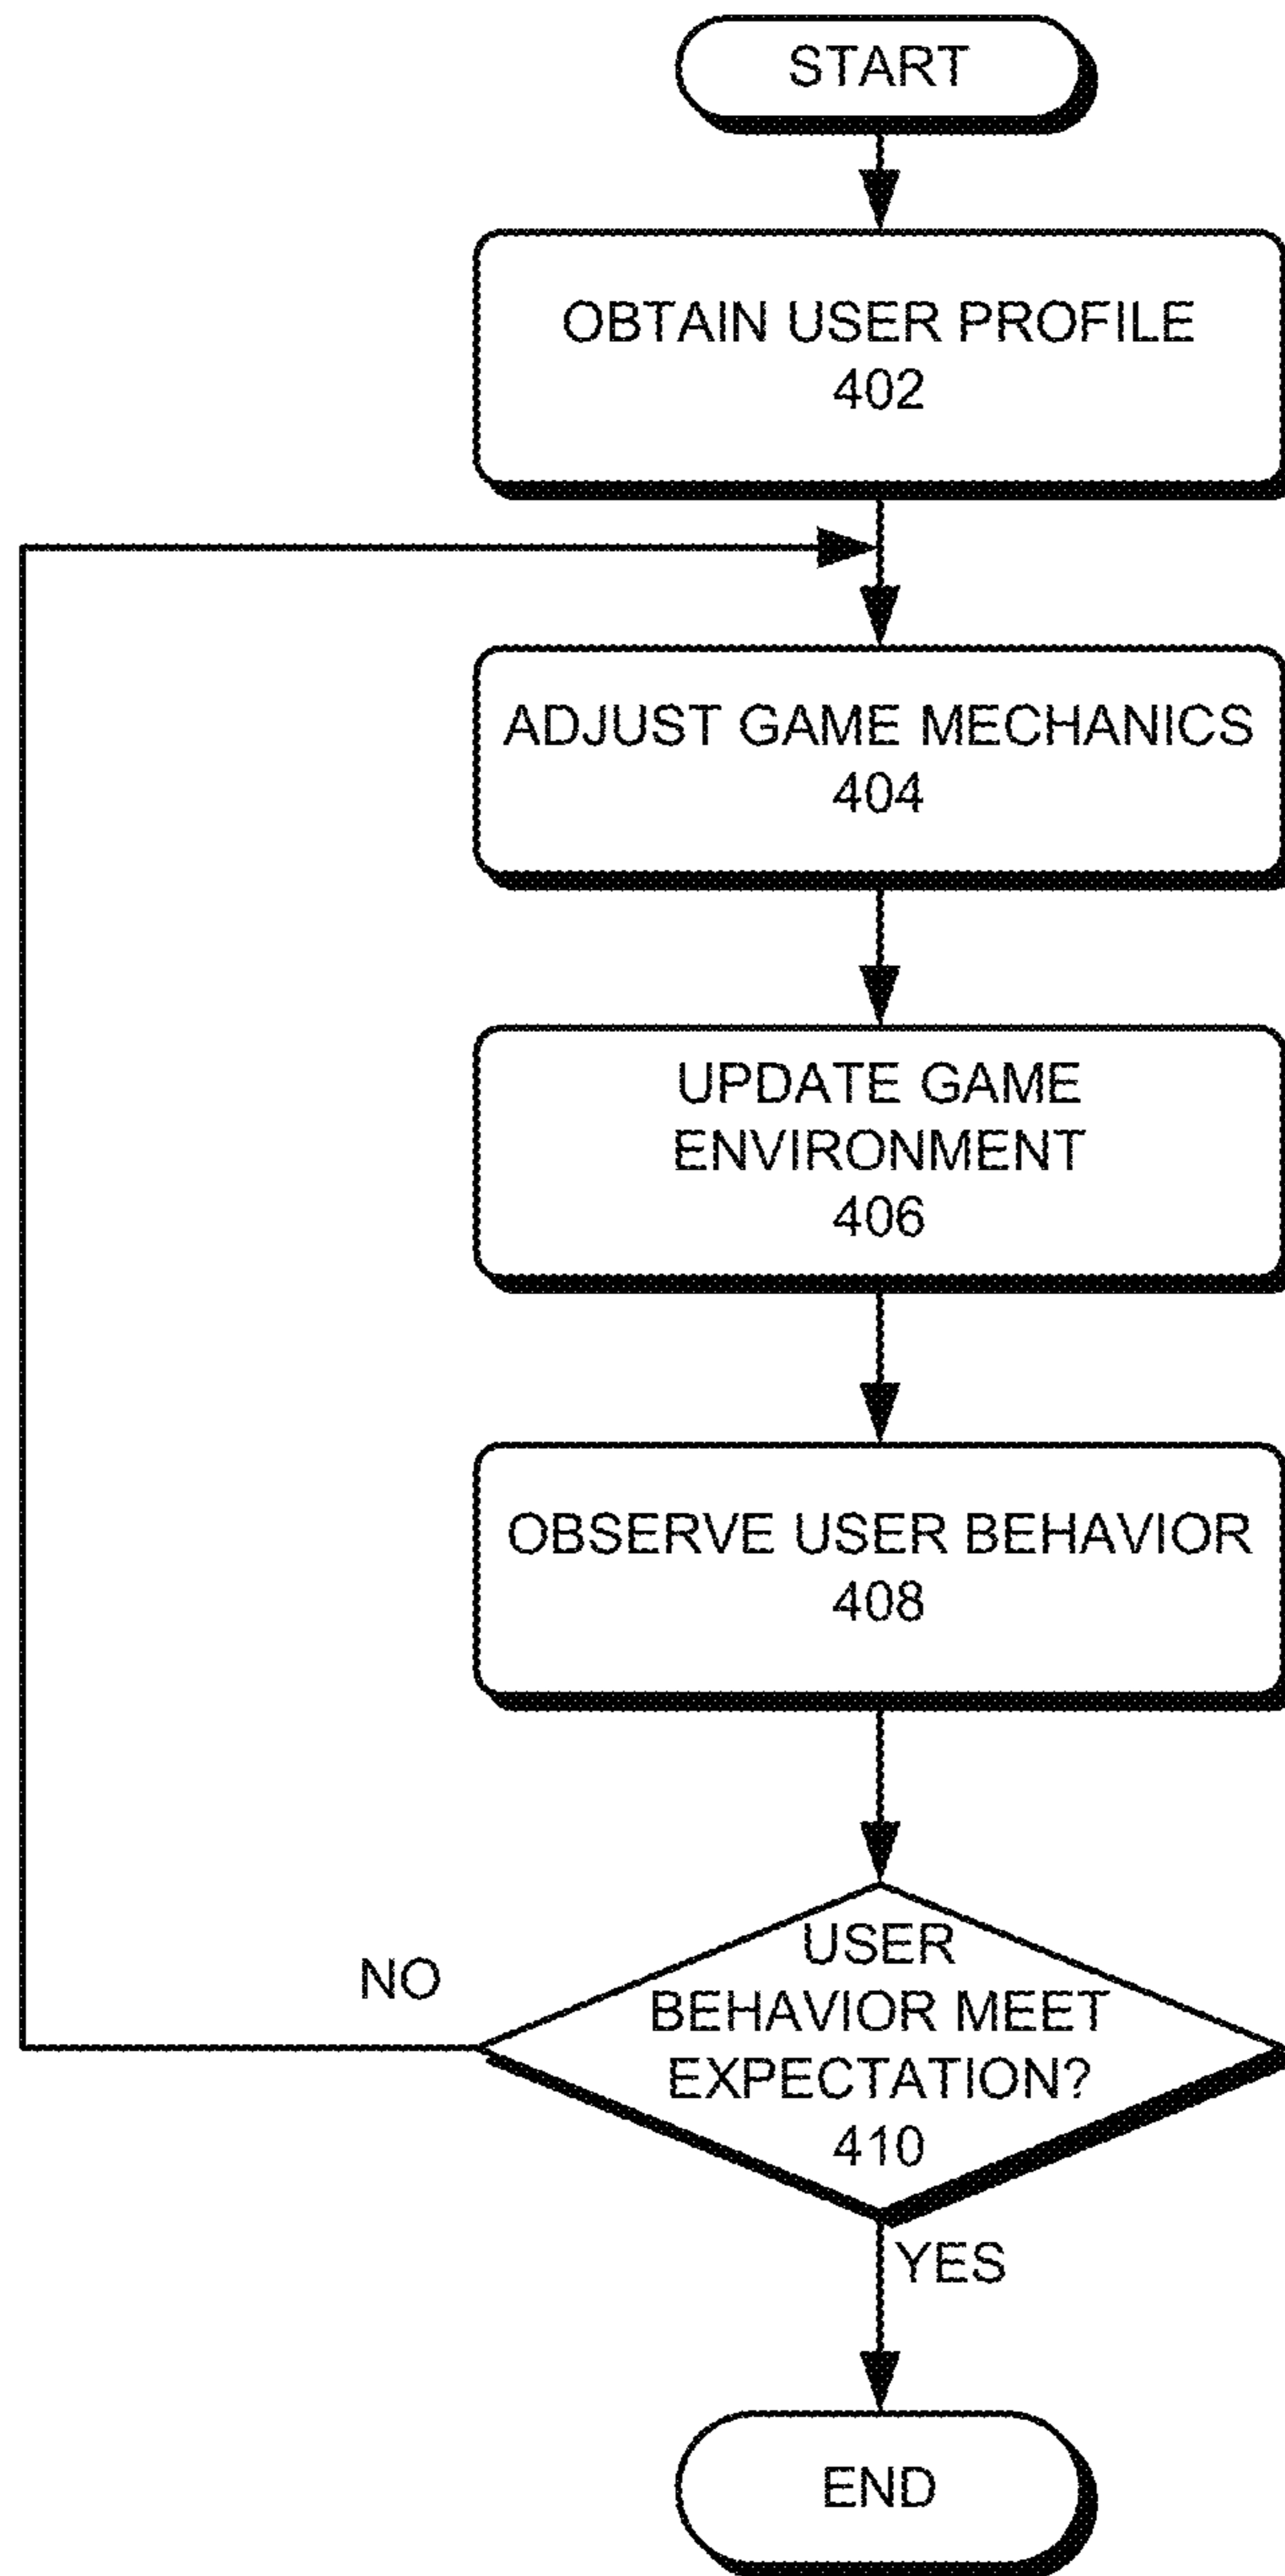 START
OBTAIN USER PROFILE
402
ADJUST GAME MECHANICS
404
UPDATE GAME
ENVIRONMENT
406
OBSERVE USER BEHAVIOR
408
USER
BEHAVIOR MEET
EXPECTATION?
410
NO
YES
END